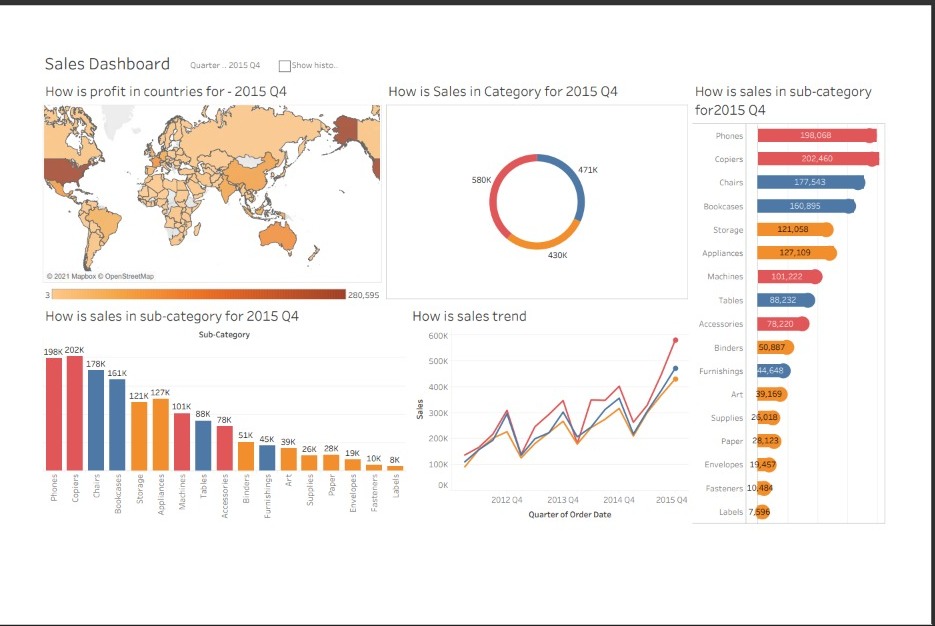 Sales Dashboard
Quarter .. 2015 Q4
Show histo..
How is profit in countries for - 2015 Q4
© 2021 Mapbox © OpenStreetMap
3
280,595
How is Sales in Category for 2015 Q4
580K
471K
430K
How is sales in sub-category
for2015 Q4
Phones 198,068
Copiers 202,460
Chairs 177,543
Bookcases 160,895
Storage 121,058
Appliances 127,109
Machines 101,222
Tables 88,232
Accessories 78,220
Binders 50,887
Furnishings 44,648
Art 39,169
Supplies 26,018
Paper 28,123
Envelopes 19,457
Fasteners 10,484
Labels 7,596
How is sales in sub-category for 2015 Q4
Sub-Category
198K 202K 178K 161K 121K 127K 101K 88K 78K 51K 45K 39K 26K 28K 19K 10K 8K
Phones Copiers Chairs Bookcases Storage Appliances Machines Tables Accessories Binders Furnishings Art Supplies Paper Envelopes Fasteners Labels
How is sales trend
Sales
600K
500K
400K
300K
200K
100K
0K
2012 Q4 2013 Q4 2014 Q4 2015 Q4
Quarter of Order Date